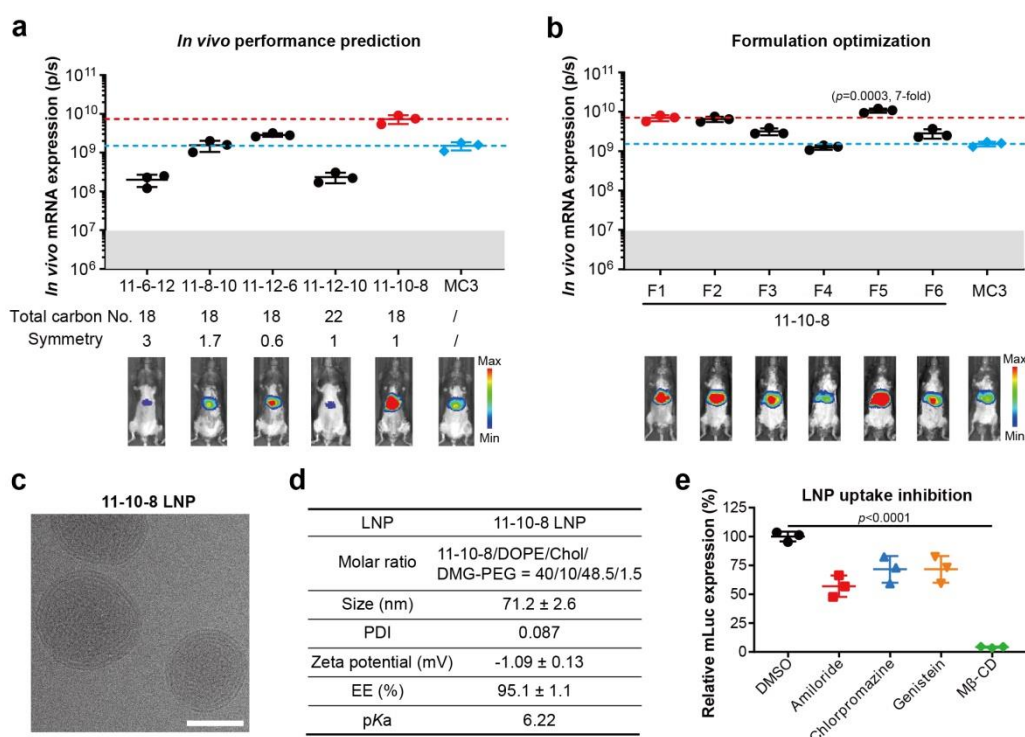 a
In vivo performance prediction
In vivo mRNA expression (p/s)
10^11
10^10
10^9
10^8
10^7
10^6
11-6-12 11-8-10 11-12-6 11-12-10 11-10-8 MC3
Total carbon No. 18 18 18 22 18 /
Symmetry 3 1.7 0.6 1 1 /
Max
Min
b
Formulation optimization
In vivo mRNA expression (p/s)
10^11
10^10
10^9
10^8
10^7
10^6
(p=0.0003, 7-fold)
F1 F2 F3 F4 F5 F6 MC3
11-10-8
Max
Min
c
11-10-8 LNP
d
LNP 11-10-8 LNP
Molar ratio 11-10-8/DOPE/Chol/
DMG-PEG = 40/10/48.5/1.5
Size (nm) 71.2 ± 2.6
PDI 0.087
Zeta potential (mV) -1.09 ± 0.13
EE (%) 95.1 ± 1.1
pKa 6.22
e
LNP uptake inhibition
p<0.0001
Relative mLuc expression (%)
125
100
75
50
25
0
DMSO
Amiloride
Chlorpromazine
Genistein
Mβ-CD